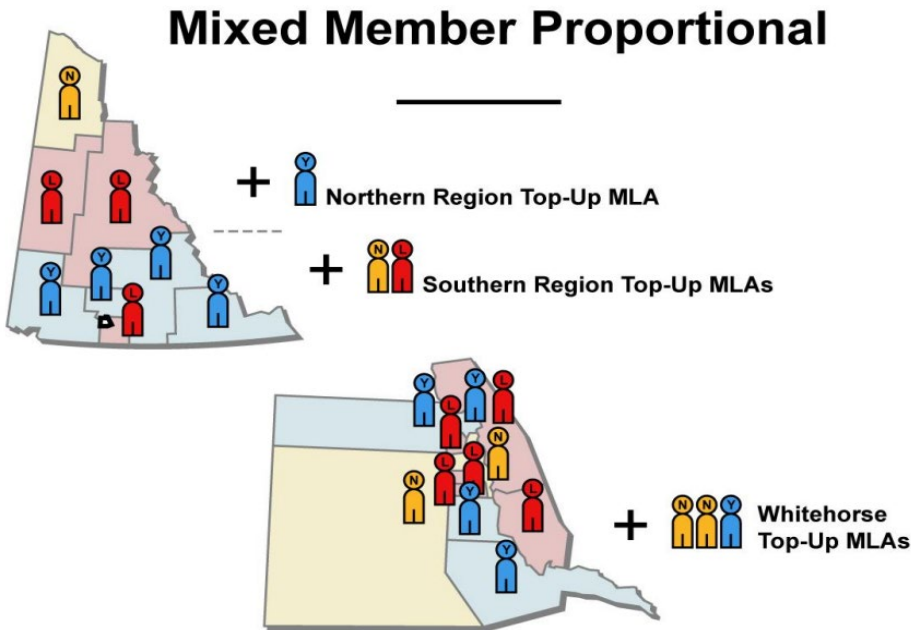 Mixed Member Proportional
N
L
L
+
Y
Northern Region Top-Up MLA
Y
Y
Y
Y
L
+
N L
Southern Region Top-Up MLAs
Y
Y
L
L
N
L
L
N
Y
L
Y
+
N N Y
Whitehorse
Top-Up MLAs